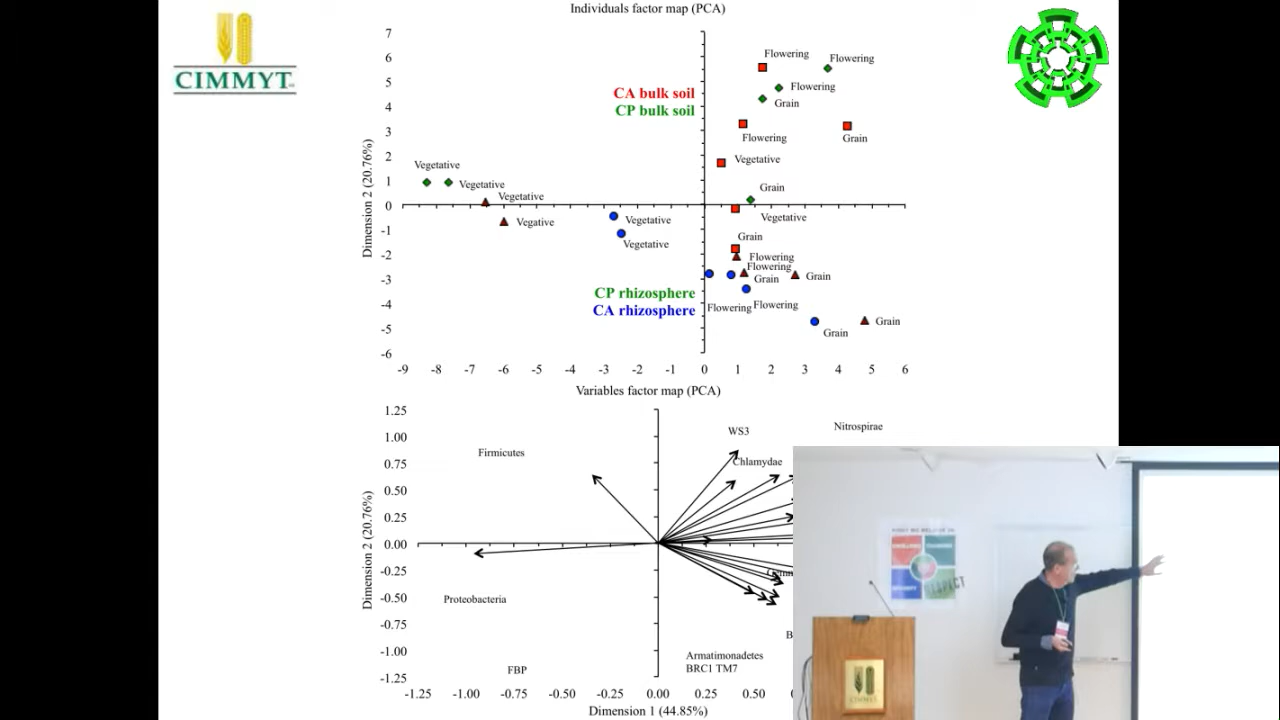 Individuals factor map (PCA)
CIMMYT
7
6
5
4
3
2
1
0
-1
-2
-3
-4
-5
-6
Dimension 2 (20.76%)
CA bulk soil
CP bulk soil
Flowering
Flowering
Flowering
Grain
Flowering
Grain
Vegetative
Vegetative
Vegetative
Vegetative
Vegative
Grain
Vegetative
Vegetative
Vegetative
Grain
Flowering
Flowering
Grain
Grain
CP rhizosphere
CA rhizosphere
Flowering
Flowering
Grain
Grain
-9 -8 -7 -6 -5 -4 -3 -2 -1 0 1 2 3 4 5 6
Variables factor map (PCA)
1.25
1.00
0.75
0.50
0.25
0.00
-0.25
-0.50
-0.75
-1.00
-1.25
Dimension 2 (20.76%)
WS3
Nitrospirae
Firmicutes
Chlamydae
Proteobacteria
Armatimonadetes
BRC1 TM7
FBP
-1.25 -1.00 -0.75 -0.50 -0.25 0.00 0.25 0.50
Dimension 1 (44.85%)
RESPECT
CIMMYT